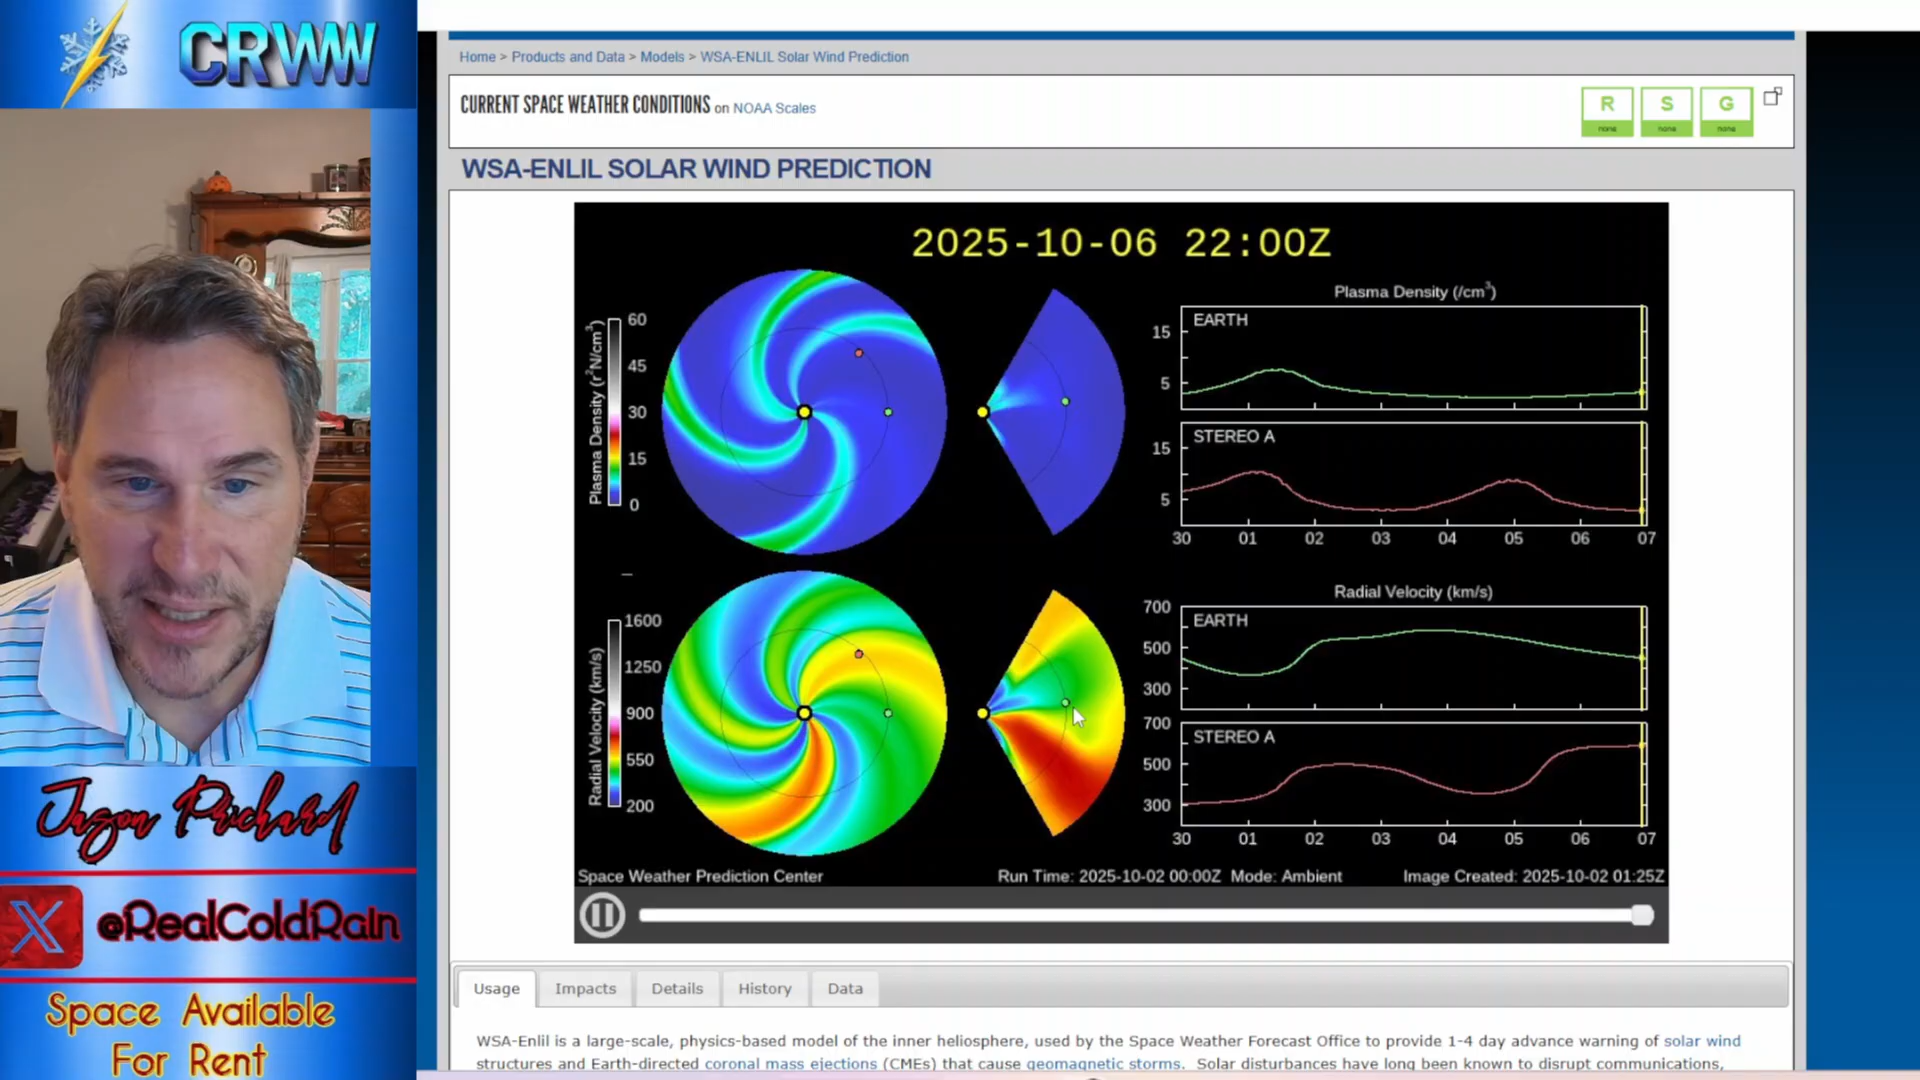 CRWW
Home > Products and Data > Models > WSA-ENLIL Solar Wind Prediction
CURRENT SPACE WEATHER CONDITIONS on NOAA Scales
R
none
S
none
G
none
WSA-ENLIL SOLAR WIND PREDICTION
2025-10-06 22:00Z
Plasma Density (r²N/cm³)
60
45
30
15
0
Plasma Density (/cm³)
EARTH
15
5
STEREO A
15
5
30 01 02 03 04 05 06 07
Radial Velocity (km/s)
1600
1250
900
550
200
Radial Velocity (km/s)
700
EARTH
500
300
700
STEREO A
500
300
30 01 02 03 04 05 06 07
Space Weather Prediction Center
Run Time: 2025-10-02 00:00Z Mode: Ambient
Image Created: 2025-10-02 01:25Z
Usage
Impacts
Details
History
Data
WSA-Enlil is a large-scale, physics-based model of the inner heliosphere, used by the Space Weather Forecast Office to provide 1-4 day advance warning of solar wind
structures and Earth-directed coronal mass ejections (CMEs) that cause geomagnetic storms. Solar disturbances have long been known to disrupt communications,
Jason Prichard
X
@RealColdRain
Space Available
For Rent